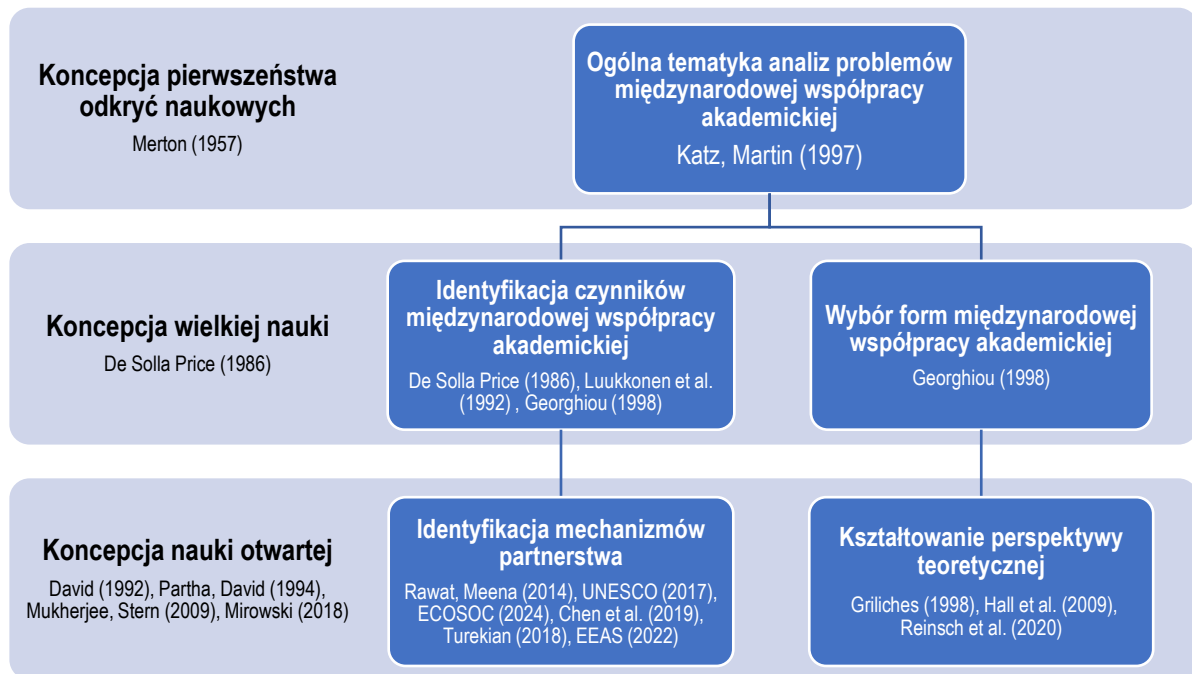 Koncepcja pierwszeństwa
odkryć naukowych
Merton (1957)
Ogólna tematyka analiz problemów
międzynarodowej współpracy
akademickiej
Katz, Martin (1997)
Koncepcja wielkiej nauki
De Solla Price (1986)
Identyfikacja czynników
międzynarodowej współpracy
akademickiej
De Solla Price (1986), Luukkonen et al.
(1992) , Georghiou (1998)
Wybór form międzynarodowej
współpracy akademickiej
Georghiou (1998)
Koncepcja nauki otwartej
David (1992), Partha, David (1994),
Mukherjee, Stern (2009), Mirowski (2018)
Identyfikacja mechanizmów
partnerstwa
Rawat, Meena (2014), UNESCO (2017),
ECOSOC (2024), Chen et al. (2019),
Turekian (2018), EEAS (2022)
Kształtowanie perspektywy
teoretycznej
Griliches (1998), Hall et al. (2009),
Reinsch et al. (2020)